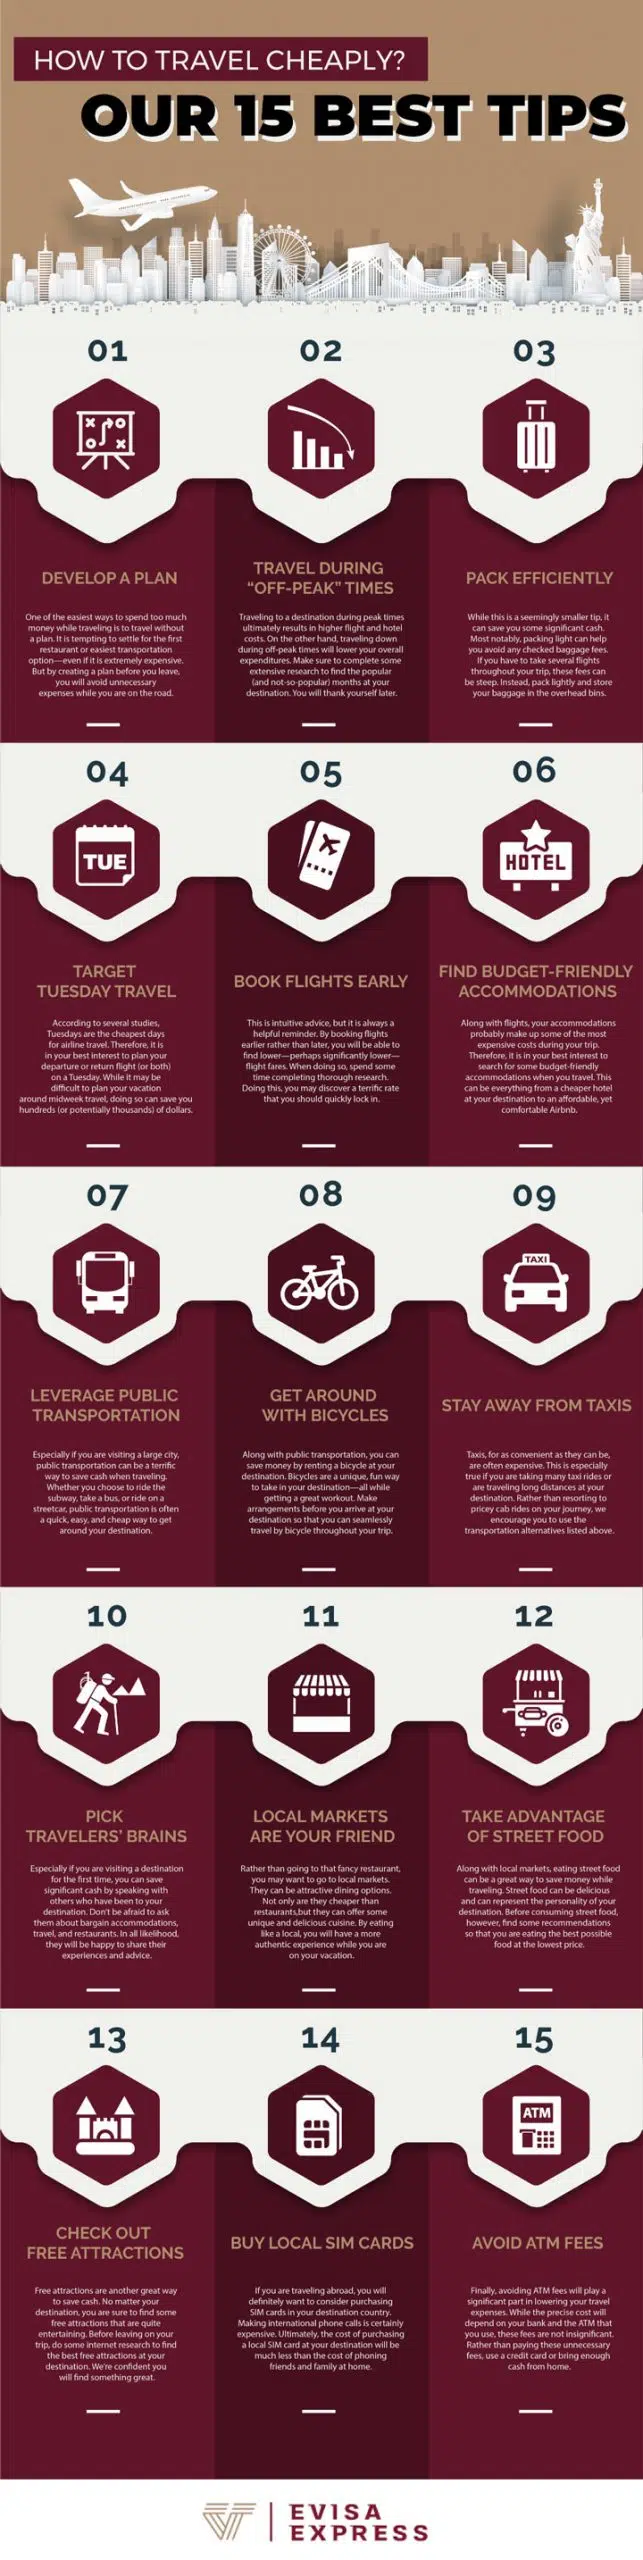 HOW TO TRAVEL CHEAPLY?
OUR 15 BEST TIPS
01
02
03
DEVELOP A PLAN
One of the easiest ways to spend too much
money while traveling is to travel without
a plan. It is tempting to settle for the first
restaurant or easiest transportation
option—even if it is extremely expensive.
But by creating a plan before you leave,
you will avoid unnecessary
expenses while you are on the road.
TRAVEL DURING
"OFF-PEAK" TIMES
Traveling to a destination during peak times
ultimately results in higher flight and hotel
costs. On the other hand, traveling down
during off-peak times will lower your overall
expenditures. Make sure to complete some
extensive research to find the popular
(and not-so-popular) months at your
destination. You will thank yourself later.
PACK EFFICIENTLY
While this is a seemingly smaller tip, it
can save you some significant cash.
Most notably, packing light can help
you avoid any checked baggage fees.
If you have to take several flights
throughout your trip, these fees can
be steep. Instead, pack lightly and store
your baggage in the overhead bins.
04
05
06
TUE
HOTEL
TARGET
TUESDAY TRAVEL
According to several studies,
Tuesdays are the cheapest days
for airline travel. Therefore, it is
in your best interest to plan your
departure or return flight (or both)
on a Tuesday. While it may be
difficult to plan your vacation
around midweek travel, doing so can save you
hundreds (or potentially thousands) of dollars.
BOOK FLIGHTS EARLY
This is intuitive advice, but it is always a
helpful reminder. By booking flights
earlier rather than later, you will be able to
find lower—perhaps significantly lower—
flight fares. When doing so, spend some
time completing thorough research.
Doing this, you may discover a terrific rate
that you should quickly lock in.
FIND BUDGET-FRIENDLY
ACCOMMODATIONS
Along with flights, your accommodations
probably make up some of the most
expensive costs during your trip.
Therefore, it is in your best interest to
search for some budget-friendly
accommodations when you travel. This
can be everything from a cheaper hotel
at your destination to an affordable, yet
comfortable Airbnb.
07
08
09
TAXI
LEVERAGE PUBLIC
TRANSPORTATION
Especially if you are visiting a large city,
public transportation can be a terrific
way to save cash when traveling.
Whether you choose to ride the
subway, take a bus, or ride on a
streetcar, public transportation is often
a quick, easy, and cheap way to get
around your destination.
GET AROUND
WITH BICYCLES
Along with public transportation, you can
save money by renting a bicycle at your
destination. Bicycles are a unique, fun way
to take in your destination—all while
getting a great workout. Make
arrangements before you arrive at your
destination so that you can seamlessly
travel by bicycle throughout your trip.
STAY AWAY FROM TAXIS
Taxis, for as convenient as they can be,
are often expensive. This is especially
true if you are taking many taxi rides or
are traveling long distances at your
destination. Rather than resorting to
pricey cab rides on your journey, we
encourage you to use the
transportation alternatives listed above.
10
11
12
PICK
TRAVELERS' BRAINS
Especially if you are visiting a destination
for the first time, you can save
significant cash by speaking with
others who have been to your
destination. Don't be afraid to ask
them about bargain accommodations,
travel, and restaurants. In all likelihood,
they will be happy to share their
experiences and advice.
LOCAL MARKETS
ARE YOUR FRIEND
Rather than going to that fancy restaurant,
you may want to go to local markets.
They can be attractive dining options.
Not only are they cheaper than
restaurants,but they can offer some
unique and delicious cuisine. By eating
like a local, you will have a more
authentic experience while you are
on your vacation.
TAKE ADVANTAGE
OF STREET FOOD
Along with local markets, eating street food
can be a great way to save money while
traveling. Street food can be delicious
and can represent the personality of your
destination. Before consuming street food,
however, find some recommendations
so that you are eating the best possible
food at the lowest price.
13
14
15
ATM
CHECK OUT
FREE ATTRACTIONS
Free attractions are another great way
to save cash. No matter your
destination, you are sure to find some
free attractions that are quite
entertaining. Before leaving on your
trip, do some internet research to find
the best free attractions at your
destination. We're confident you
will find something great.
BUY LOCAL SIM CARDS
If you are traveling abroad, you will
definitely want to consider purchasing
SIM cards in your destination country.
Making international phone calls is certainly
expensive. Ultimately, the cost of purchasing
a local SIM card at your destination will be
much less than the cost of phoning
friends and family at home.
AVOID ATM FEES
Finally, avoiding ATM fees will play a
significant part in lowering your travel
expenses. While the precise cost will
depend on your bank and the ATM that
you use, these fees are not insignificant.
Rather than paying these unnecessary
fees, use a credit card or bring enough
cash from home.
EVISA
EXPRESS